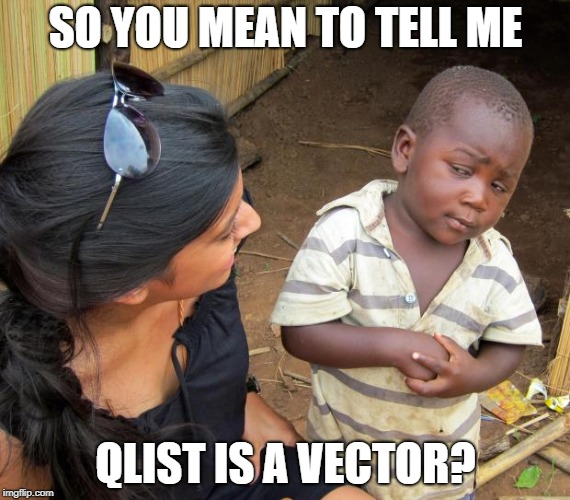 SO YOU MEAN TO TELL ME
QLIST IS A VECTOR?
imgflip.com